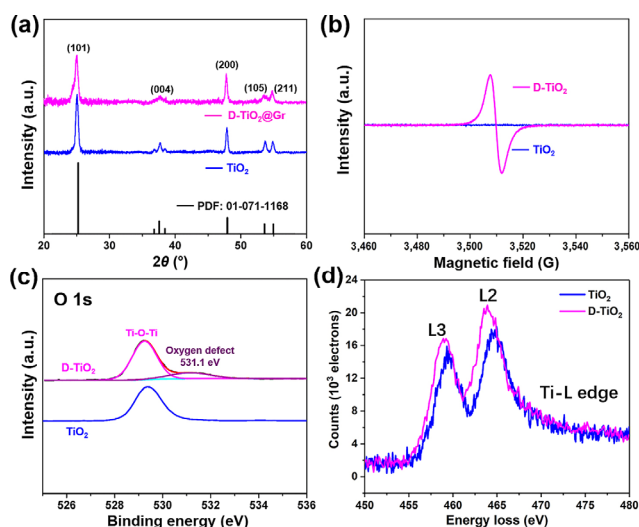 (a)
(101)
(004)
(200)
(105)
(211)
D-TiO₂@Gr
TiO₂
PDF: 01-071-1168
Intensity (a.u.)
20 30 40 50 60
2θ (°)
(b)
D-TiO₂
TiO₂
Intensity (a.u.)
3,460 3,500 3,520 3,560
Magnetic field (G)
(c)
O 1s
Ti-O-Ti
Oxygen defect
531.1 eV
D-TiO₂
TiO₂
Intensity (a.u.)
526 528 530 532 534 536
Binding energy (eV)
(d)
L3
L2
TiO₂
D-TiO₂
Ti-L edge
Counts (10³ electrons)
24
20
16
12
8
4
0
450 455 460 465 470 475 480
Energy loss (eV)